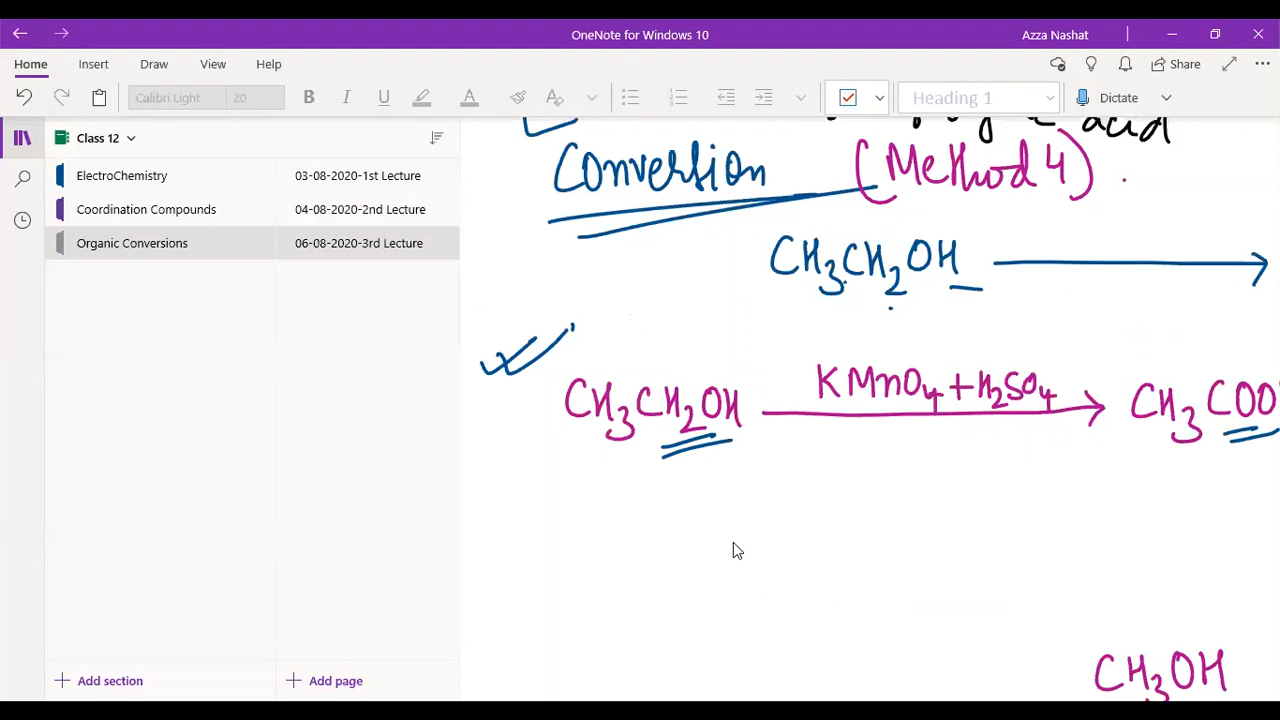 OneNote for Windows 10
Azza Nashat
Home Insert Draw View Help
Share
Calibri Light 20
B I U A
Heading 1
Dictate
Class 12
ElectroChemistry
03-08-2020-1st Lecture
Coordination Compounds
04-08-2020-2nd Lecture
Organic Conversions
06-08-2020-3rd Lecture
Add section
Add page
acid
Conversion (Method 4).
CH3CH2OH
CH3CH2OH KMnO4+H2SO4 CH3COO
CH3OH